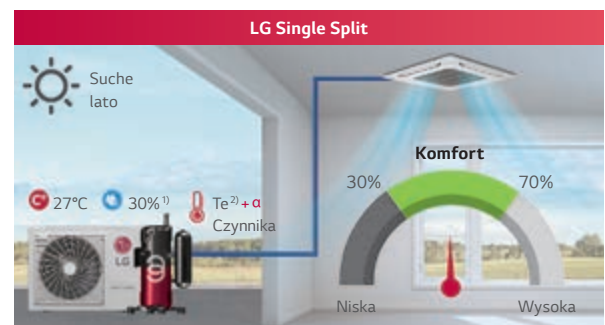 LG Single Split
Suche
lato
Komfort
30%
70%
27°C
30%¹⁾
Te²⁾ + α
Czynnika
LG
Niska
Wysoka